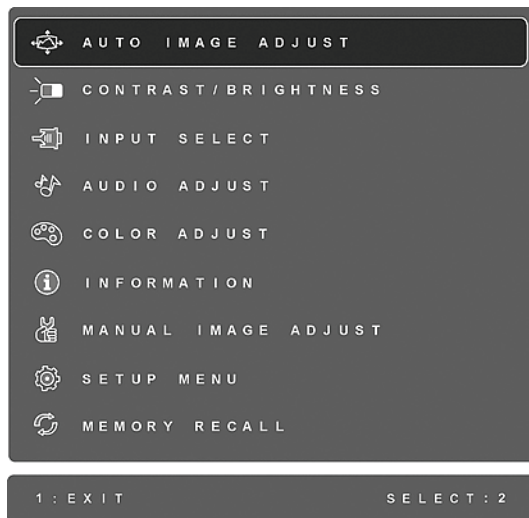 AUTO IMAGE ADJUST
CONTRAST/BRIGHTNESS
INPUT SELECT
AUDIO ADJUST
COLOR ADJUST
INFORMATION
MANUAL IMAGE ADJUST
SETUP MENU
MEMORY RECALL
1:EXIT SELECT:2